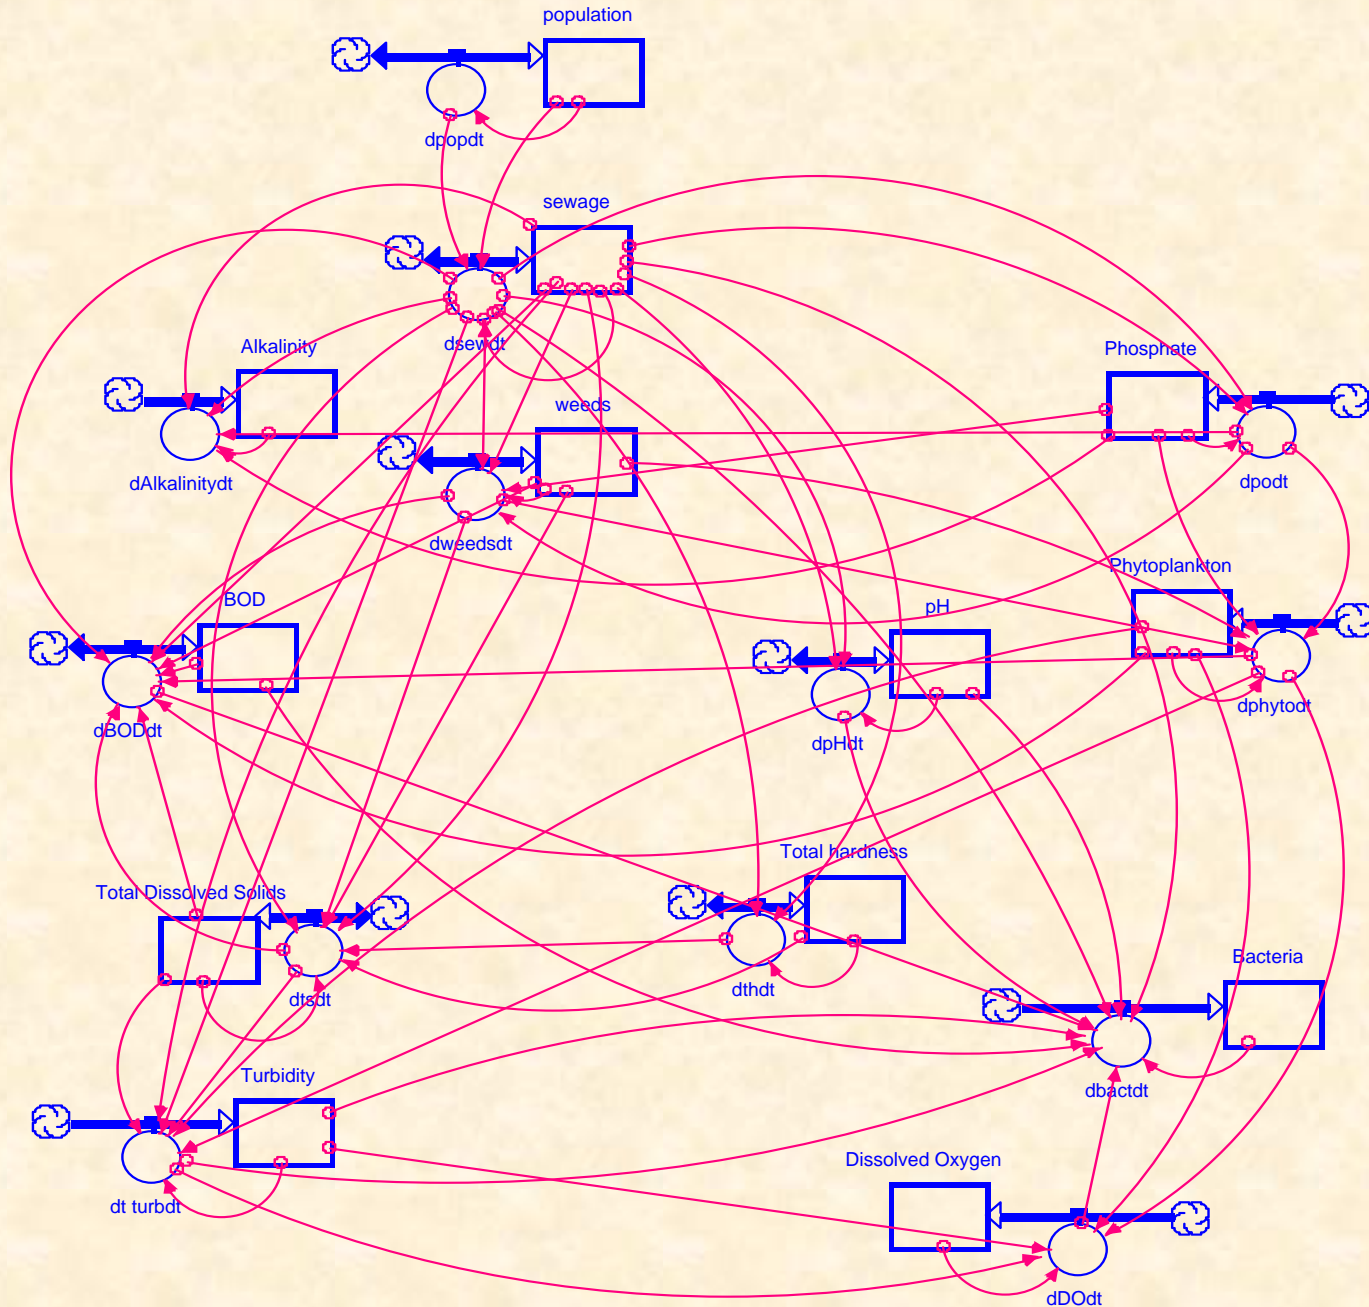 population
dpopdt
sewage
dsewdt
Alkalinity
Phosphate
weeds
dAlkalinitydt
dpodt
dweedsdt
Phytoplankton
BOD
pH
dphytodt
dBODdt
dpHdt
Total hardness
Total Dissolved Solids
Bacteria
dthdt
dtsdt
Turbidity
dbactdt
Dissolved Oxygen
dt turbdt
dDOdt